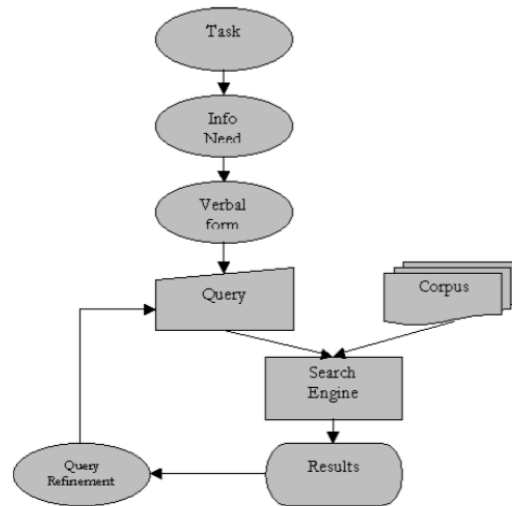 Task
Info
Need
Verbal
form
Query
Corpus
Search
Engine
Results
Query
Refinement